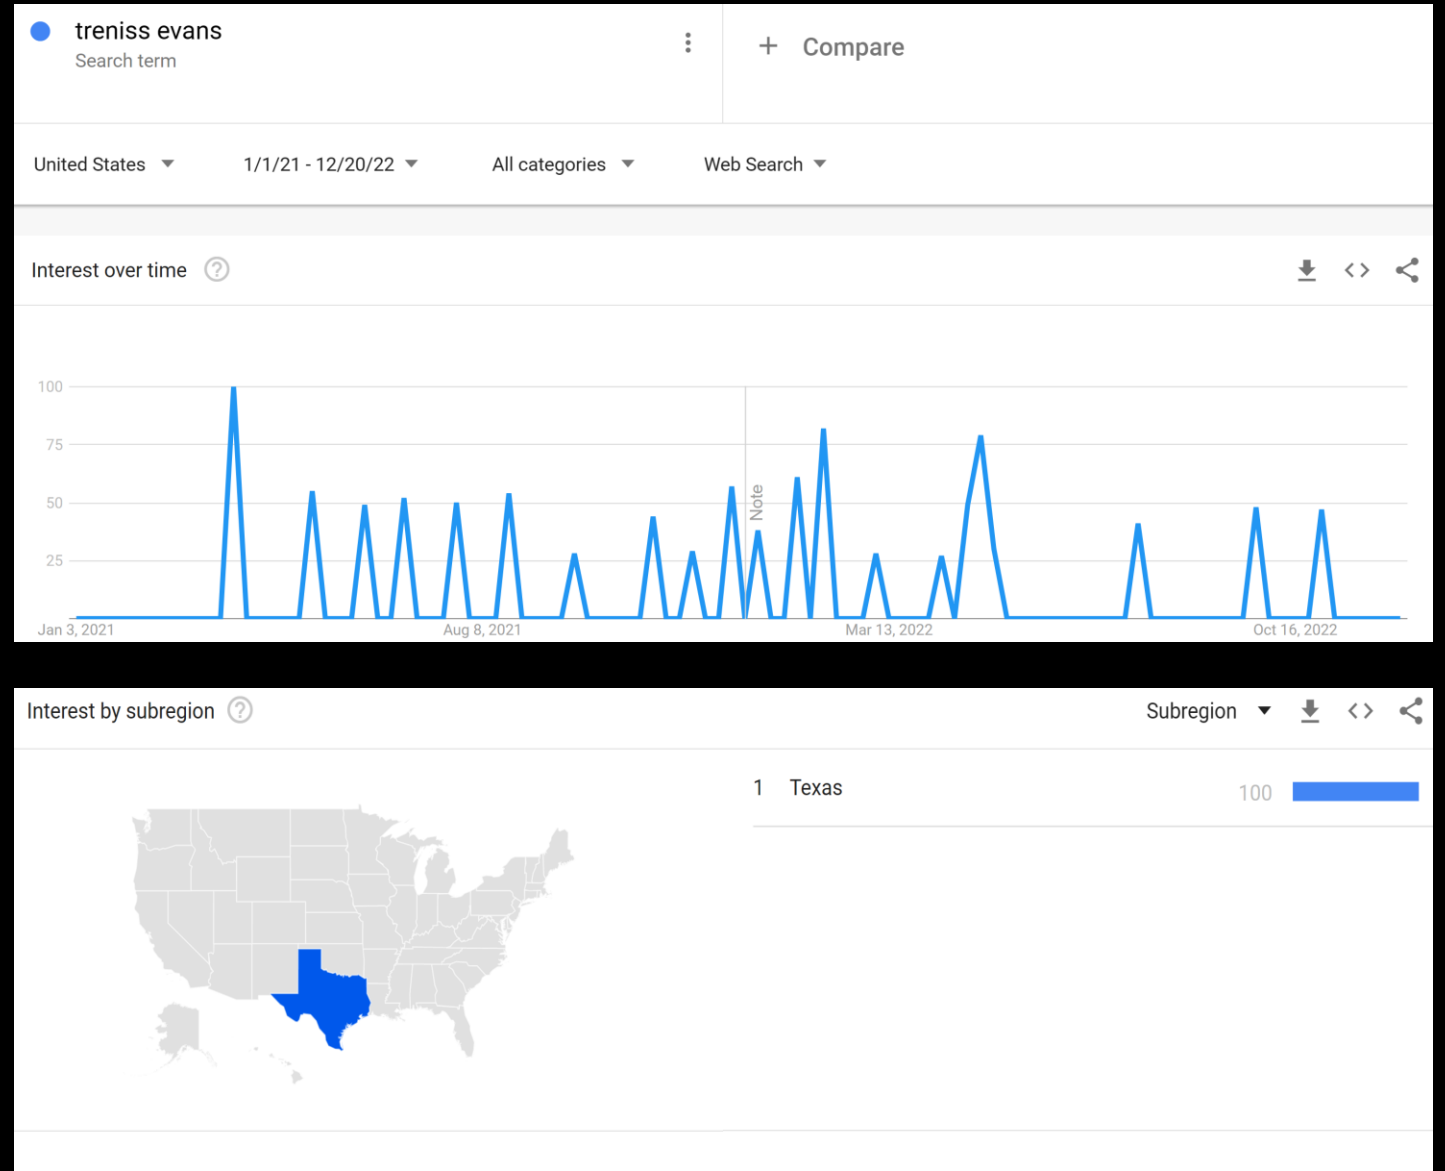 treniss evans
Search term
+ Compare
United States
1/1/21 - 12/20/22
All categories
Web Search
Interest over time
100
75
50
25
Note
Jan 3, 2021
Aug 8, 2021
Mar 13, 2022
Oct 16, 2022
Interest by subregion
Subregion
1 Texas 100